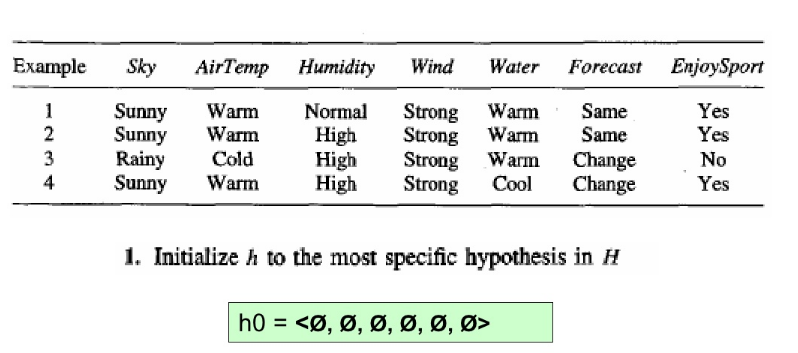 Example Sky AirTemp Humidity Wind Water Forecast EnjoySport
1 Sunny Warm Normal Strong Warm Same Yes
2 Sunny Warm High Strong Warm Same Yes
3 Rainy Cold High Strong Warm Change No
4 Sunny Warm High Strong Cool Change Yes
1. Initialize h to the most specific hypothesis in H
h0 = <Ø, Ø, Ø, Ø, Ø, Ø>